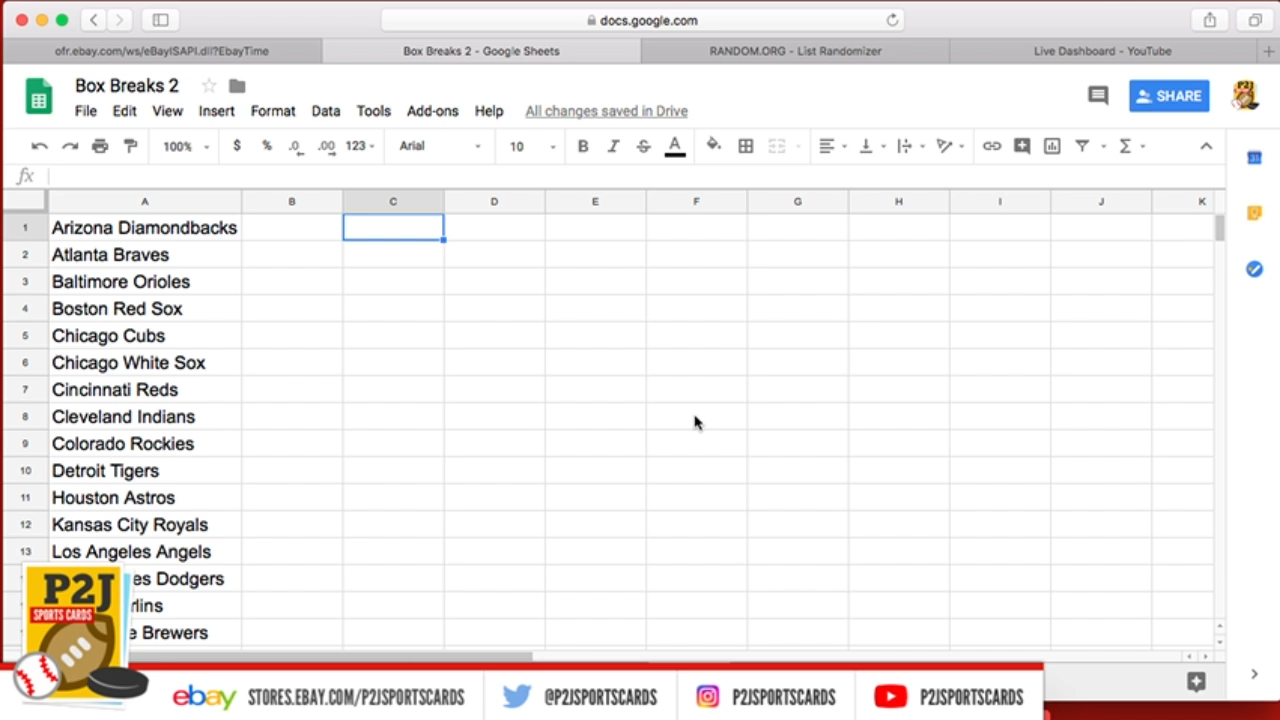 docs.google.com
ofr.ebay.com/ws/eBayISAPI.dll?EbayTime
Box Breaks 2 - Google Sheets
RANDOM.ORG - List Randomizer
Live Dashboard - YouTube
Box Breaks 2
SHARE
File Edit View Insert Format Data Tools Add-ons Help All changes saved in Drive
100% $ % .0 .00 123 Arial 10 B I S A Σ
fx
A B C D E F G H I J K
1 Arizona Diamondbacks
2 Atlanta Braves
3 Baltimore Orioles
4 Boston Red Sox
5 Chicago Cubs
6 Chicago White Sox
7 Cincinnati Reds
8 Cleveland Indians
9 Colorado Rockies
10 Detroit Tigers
11 Houston Astros
12 Kansas City Royals
13 Los Angeles Angels
es Dodgers
rlins
e Brewers
P2J
SPORTS CARDS
ebay STORES.EBAY.COM/P2JSPORTSCARDS @P2JSPORTSCARDS P2JSPORTSCARDS P2JSPORTSCARDS